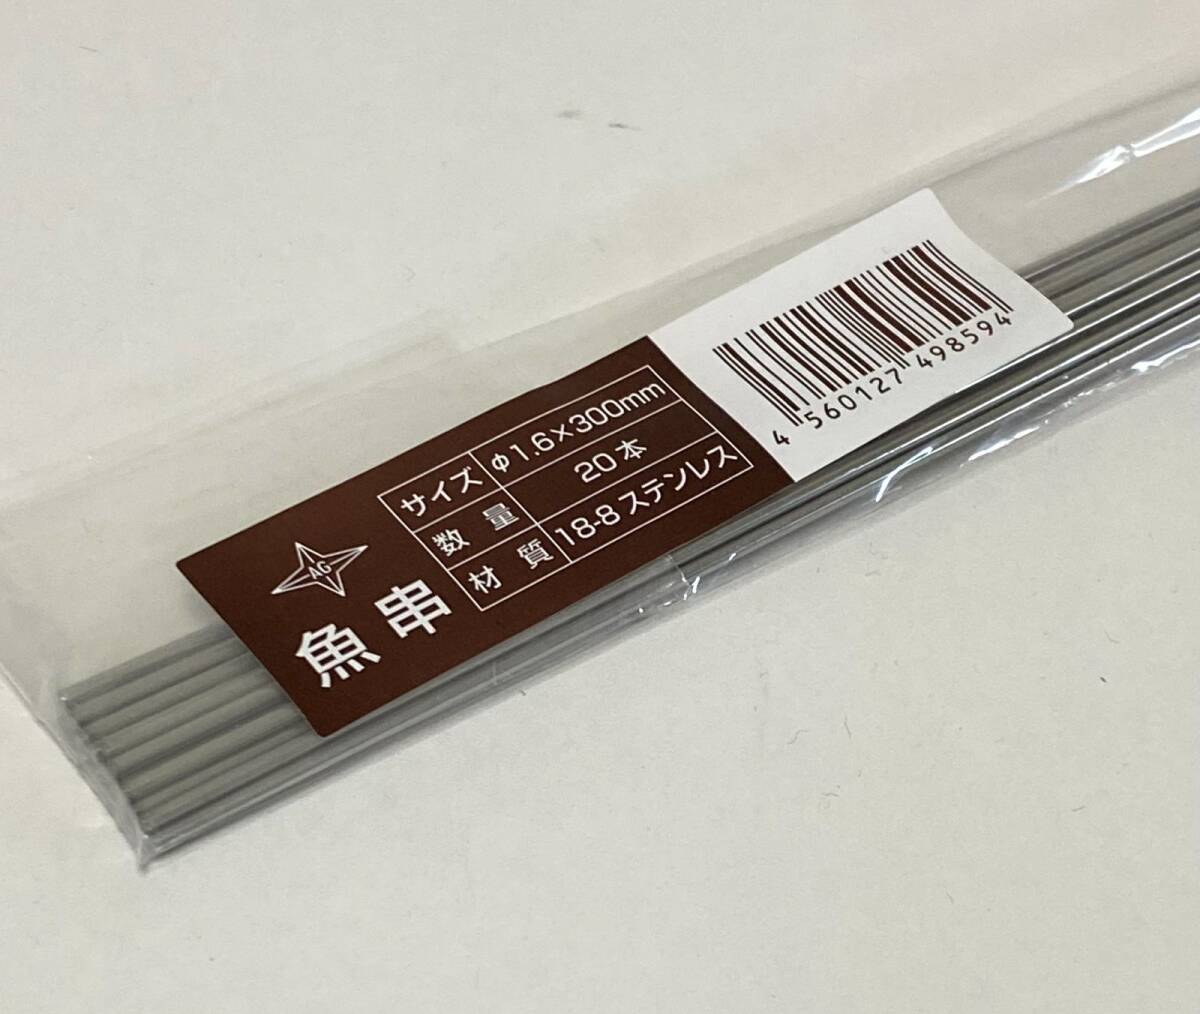 AG
魚串
サイズ φ1.6×300mm
数量 20本
材質 18-8ステンレス
4 560127 498594